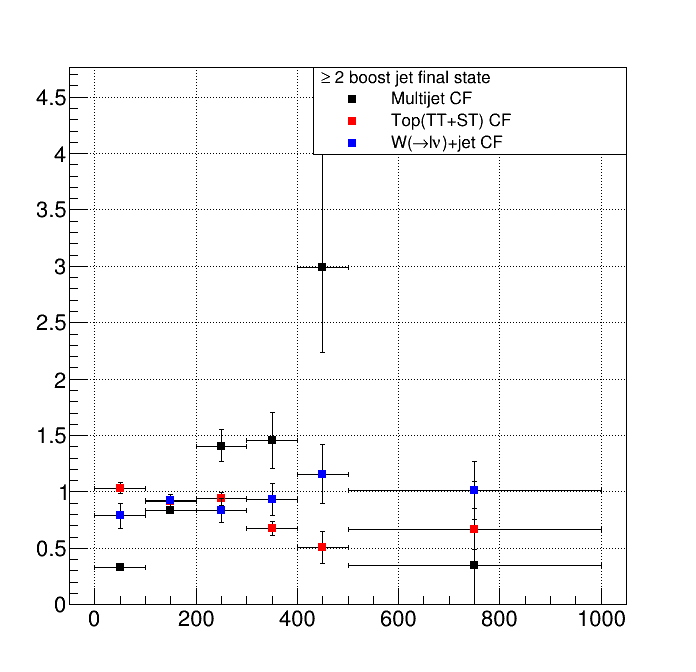 ≥ 2 boost jet final state
Multijet CF
Top(TT+ST) CF
W(→lν)+jet CF
4.5
4
3.5
3
2.5
2
1.5
1
0.5
0
0 200 400 600 800 1000